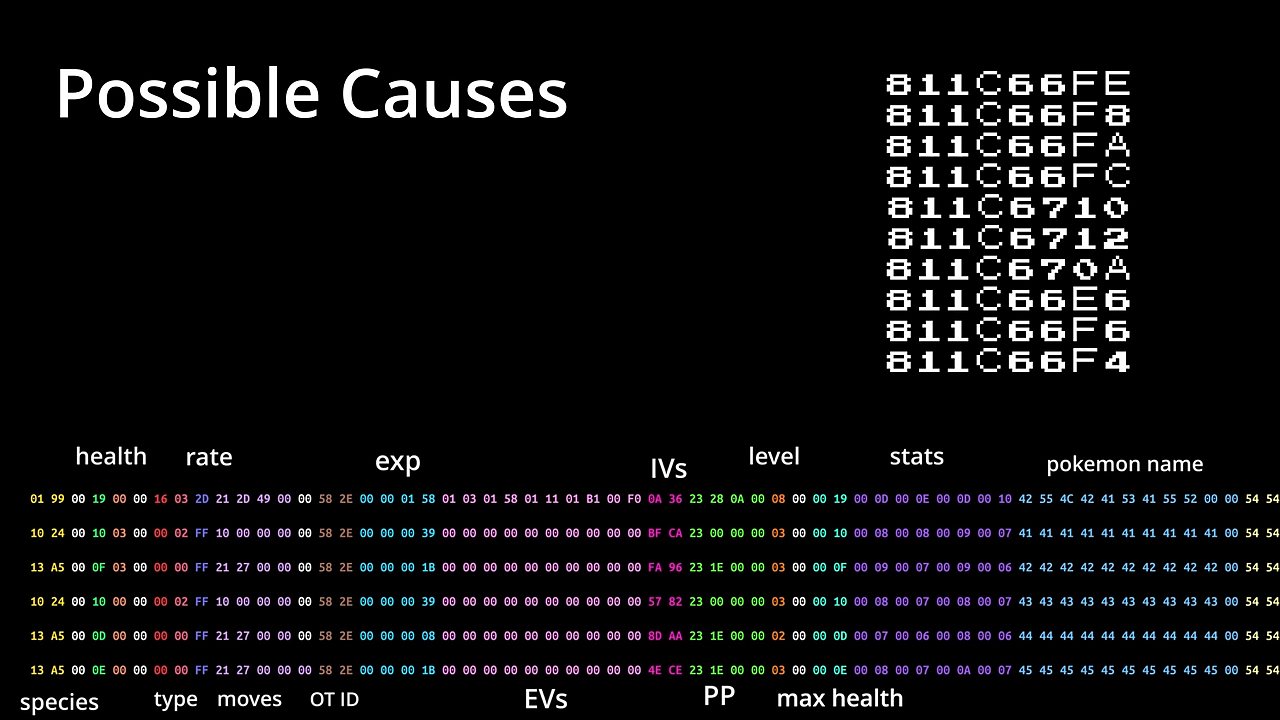 Possible Causes
811C66FE
811C66F8
811C66FA
811C66FC
811C6710
811C6712
811C670A
811C66E6
811C66F6
811C66F4
health rate exp IVs level stats pokemon name
01 99 00 19 00 00 16 03 2D 21 2D 49 00 00 58 2E 00 00 01 58 01 03 01 58 01 11 01 B1 00 F0 0A 36 23 28 0A 00 08 00 00 19 00 0D 00 0E 00 0D 00 10 42 55 4C 42 41 53 41 55 52 00 00 54 54
10 24 00 10 03 00 00 02 FF 10 00 00 00 00 58 2E 00 00 00 39 00 00 00 00 00 00 00 00 00 00 BF CA 23 00 00 00 03 00 00 10 00 08 00 08 00 09 00 07 41 41 41 41 41 41 41 41 41 41 00 54 54
13 A5 00 0F 03 00 00 00 FF 21 27 00 00 00 58 2E 00 00 00 1B 00 00 00 00 00 00 00 00 00 00 FA 96 23 1E 00 00 03 00 00 0F 00 09 00 07 00 09 00 06 42 42 42 42 42 42 42 42 42 42 00 54 54
10 24 00 10 00 00 00 02 FF 10 00 00 00 00 58 2E 00 00 00 39 00 00 00 00 00 00 00 00 00 00 57 82 23 00 00 00 03 00 00 10 00 08 00 07 00 08 00 07 43 43 43 43 43 43 43 43 43 43 00 54 54
13 A5 00 0D 00 00 00 00 FF 21 27 00 00 00 58 2E 00 00 00 08 00 00 00 00 00 00 00 00 00 00 8D AA 23 1E 00 00 02 00 00 0D 00 07 00 06 00 08 00 06 44 44 44 44 44 44 44 44 44 44 00 54 54
13 A5 00 0E 00 00 00 00 FF 21 27 00 00 00 58 2E 00 00 00 1B 00 00 00 00 00 00 00 00 00 00 4E CE 23 1E 00 00 03 00 00 0E 00 08 00 07 00 0A 00 07 45 45 45 45 45 45 45 45 45 45 00 54 54
species type moves OT ID EVs PP max health